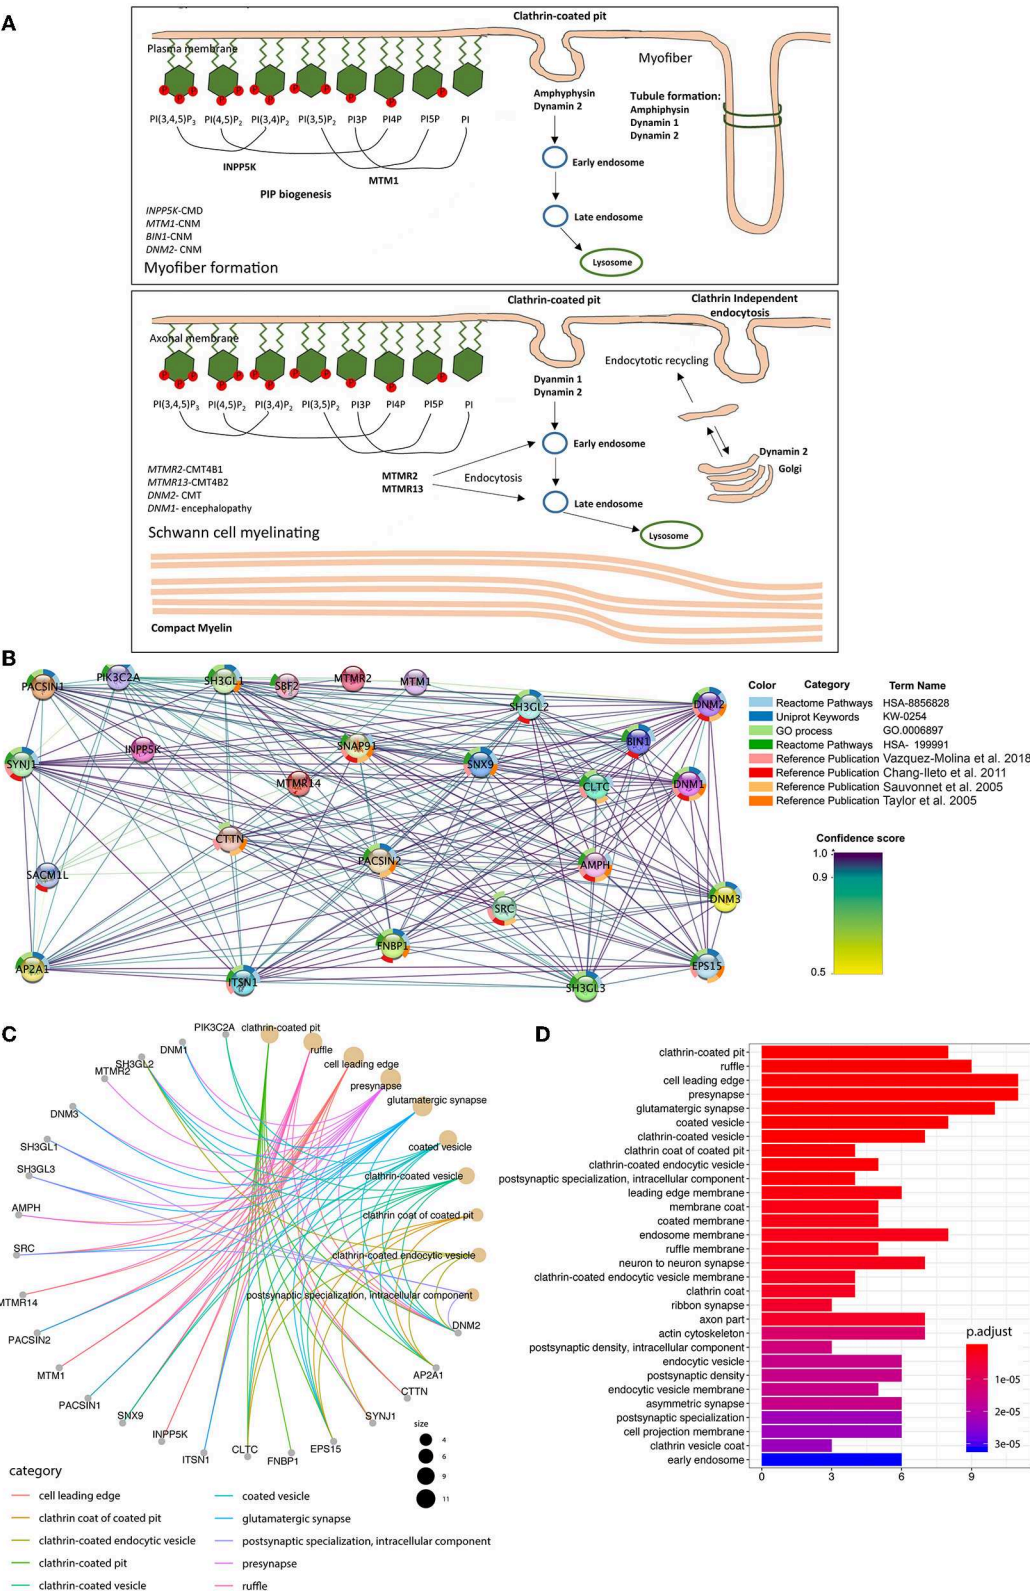 A
Clathrin-coated pit
Plasma membrane
Myofiber
P P P P P P P P P P P P
PI(3,4,5)P3 PI(4,5)P2 PI(3,4)P2 PI(3,5)P2 PI3P PI4P PI5P PI
Amphyphysin
Dynamin 2
Tubule formation:
Amphiphysin
Dynamin 1
Dynamin 2
INPP5K
MTM1
PIP biogenesis
Early endosome
Late endosome
Lysosome
INPP5K-CMD
MTM1-CNM
BIN1-CNM
DNM2- CNM
Myofiber formation
Clathrin-coated pit
Clathrin Independent
endocytosis
Axonal membrane
Endocytotic recycling
P P P P P P P P P P P P
PI(3,4,5)P3 PI(4,5)P2 PI(3,4)P2 PI(3,5)P2 PI3P PI4P PI5P PI
Dyanmin 1
Dynamin 2
Early endosome
Dynamin 2
Golgi
MTMR2
MTMR13
Endocytosis
Late endosome
Lysosome
MTMR2-CMT4B1
MTMR13-CMT4B2
DNM2- CMT
DNM1- encephalopathy
Schwann cell myelinating
Compact Myelin
B
PACSIN1
PIK3C2A
SH3GL1
SBF2
MTMR2
MTM1
SH3GL2
DNM2
SYNJ1
INPP5K
SNAP91
SNX9
BIN1
MTMR14
CLTC
DNM1
CTTN
PACSIN2
AMPH
SACM1L
SRC
DNM3
FNBP1
AP2A1
ITSN1
SH3GL3
EPS15
Color Category Term Name
Reactome Pathways HSA-8856828
Uniprot Keywords KW-0254
GO process GO.0006897
Reactome Pathways HSA- 199991
Reference Publication Vazquez-Molina et al. 2018
Reference Publication Chang-Ileto et al. 2011
Reference Publication Sauvonnet et al. 2005
Reference Publication Taylor et al. 2005
Confidence score
1.0
0.9
0.5
C
PIK3C2A
DNM1
SH3GL2
MTMR2
DNM3
SH3GL1
SH3GL3
AMPH
SRC
MTMR14
PACSIN2
MTM1
PACSIN1
SNX9
INPP5K
ITSN1
CLTC
FNBP1
EPS15
SYNJ1
CTTN
AP2A1
DNM2
clathrin-coated pit
ruffle
cell leading edge
presynapse
glutamatergic synapse
coated vesicle
clathrin-coated vesicle
clathrin coat of coated pit
clathrin-coated endocytic vesicle
postsynaptic specialization, intracellular component
size
4
6
9
11
category
cell leading edge
clathrin coat of coated pit
clathrin-coated endocytic vesicle
clathrin-coated pit
clathrin-coated vesicle
coated vesicle
glutamatergic synapse
postsynaptic specialization, intracellular component
presynapse
ruffle
D
clathrin-coated pit
ruffle
cell leading edge
presynapse
glutamatergic synapse
coated vesicle
clathrin-coated vesicle
clathrin coat of coated pit
clathrin-coated endocytic vesicle
postsynaptic specialization, intracellular component
leading edge membrane
membrane coat
coated membrane
endosome membrane
ruffle membrane
neuron to neuron synapse
clathrin-coated endocytic vesicle membrane
clathrin coat
ribbon synapse
axon part
actin cytoskeleton
postsynaptic density, intracellular component
endocytic vesicle
postsynaptic density
endocytic vesicle membrane
asymmetric synapse
postsynaptic specialization
cell projection membrane
clathrin vesicle coat
early endosome
0 3 6 9
p.adjust
1e-05
2e-05
3e-05